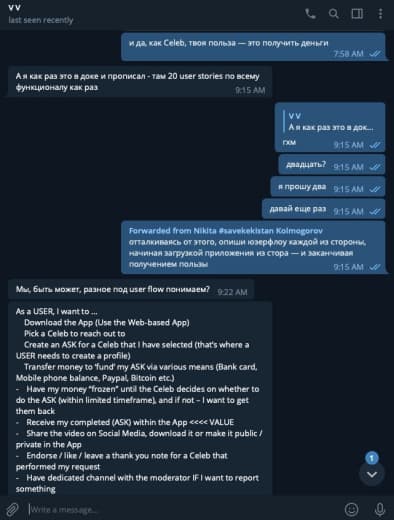 V V
last seen recently
и да, как Celeb, твоя польза — это получить деньги
7:58 AM
А я как раз это в доке и прописал - там 20 user stories по всему
функционалу как раз
9:15 AM
V V
А я как раз это в док...
гхм
9:15 AM
двадцать?
9:15 AM
я прошу два
9:15 AM
давай еще раз
9:15 AM
Forwarded from Nikita #savekekistan Kolmogorov
отталкиваясь от этого, опиши юзерфлоу каждой из стороны,
начиная загрузкой приложения из стора — и заканчивая
получением пользы
9:15 AM
Мы, быть может, разное под user flow понимаем?
9:22 AM
As a USER, I want to ...
Download the App (Use the Web-based App)
Pick a Celeb to reach out to
Create an ASK for a Celeb that I have selected (that's where a
USER needs to create a profile)
Transfer money to 'fund' my ASK via various means (Bank card,
Mobile phone balance, Paypal, Bitcoin etc.)
- Have my money "frozen" until the Celeb decides on whether to
do the ASK (within limited timeframe), and if not – I want to get
them back
- Receive my completed (ASK) within the App <<<< VALUE
- Share the video on Social Media, download it or make it public /
private in the App
- Endorse / like / leave a thank you note for a Celeb that
performed my request
- Have dedicated channel with the moderator IF I want to report
something
1
Write a message...